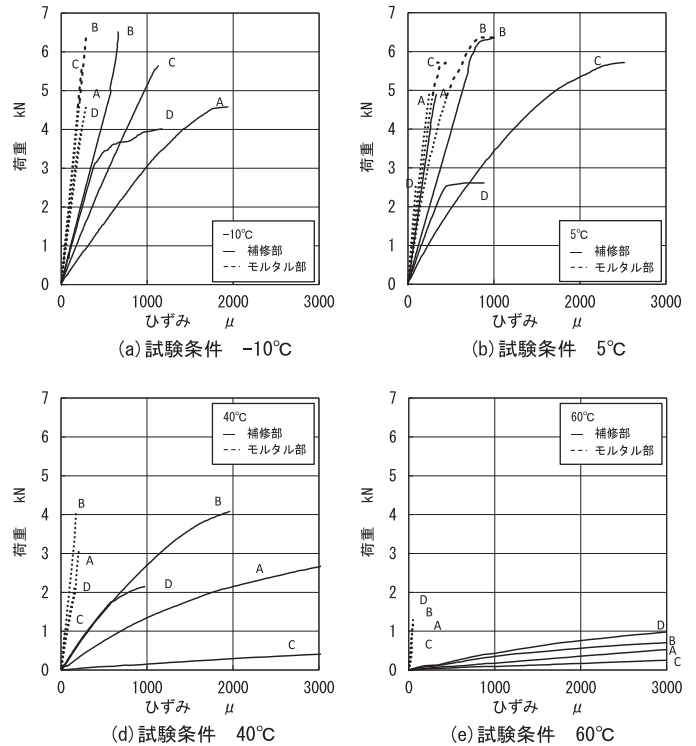 7
6
5
4
3
2
1
0
荷重 kN
0 1000 2000 3000
ひずみ μ
B B
C C
A A
D D
-10℃
— 補修部
--- モルタル部
(a)試験条件 -10℃
7
6
5
4
3
2
1
0
荷重 kN
0 1000 2000 3000
ひずみ μ
B B
C C
A A
D D
5℃
— 補修部
--- モルタル部
(b)試験条件 5℃
7
6
5
4
3
2
1
0
荷重 kN
0 1000 2000 3000
ひずみ μ
40℃
— 補修部
--- モルタル部
B B
A A
D D
C C
(d)試験条件 40℃
7
6
5
4
3
2
1
0
荷重 kN
0 1000 2000 3000
ひずみ μ
60℃
— 補修部
--- モルタル部
D
B
A
C
D
B
A
C
(e)試験条件 60℃